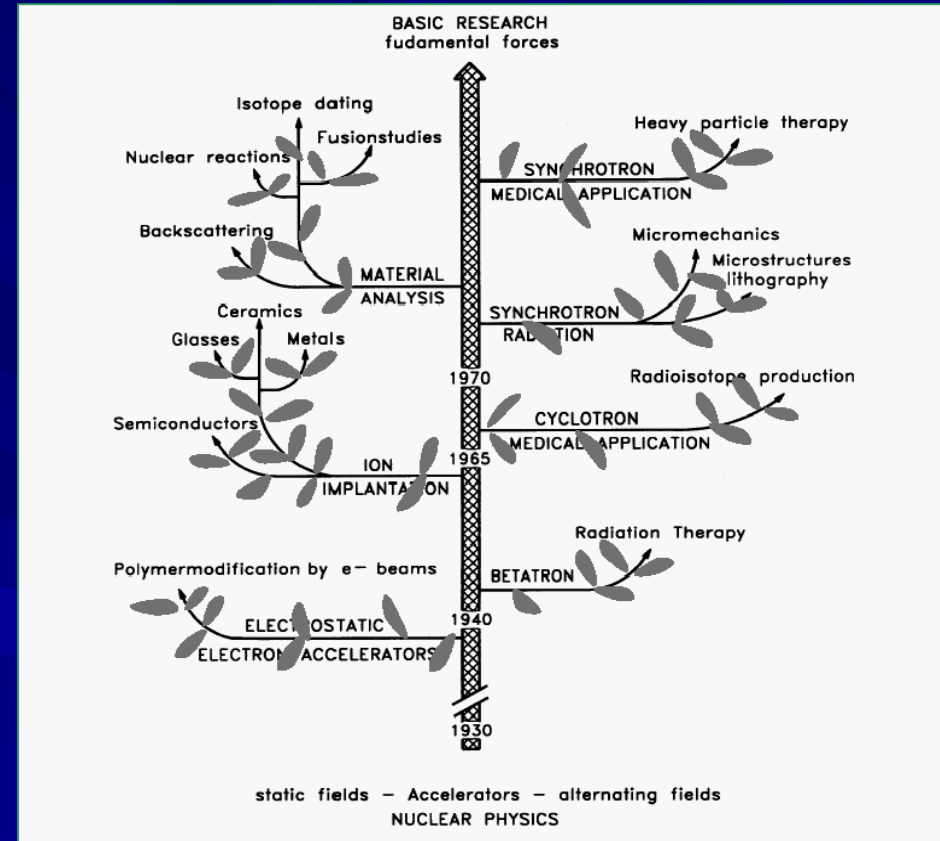 BASIC RESEARCH
fudamental forces
Isotope dating
Fusionstudies
Nuclear reactions
Heavy particle therapy
SYNCHROTRON
MEDICAL APPLICATION
Backscattering
Micromechanics
Microstructures
lithography
MATERIAL
ANALYSIS
SYNCHROTRON
RADIATION
Ceramics
Glasses
Metals
1970
Radioisotope production
Semiconductors
CYCLOTRON
MEDICAL APPLICATION
1965
ION
IMPLANTATION
Radiation Therapy
Polymermodification by e- beams
BETATRON
1940
ELECTROSTATIC
ELECTRON ACCELERATORS
1930
static fields - Accelerators - alternating fields
NUCLEAR PHYSICS